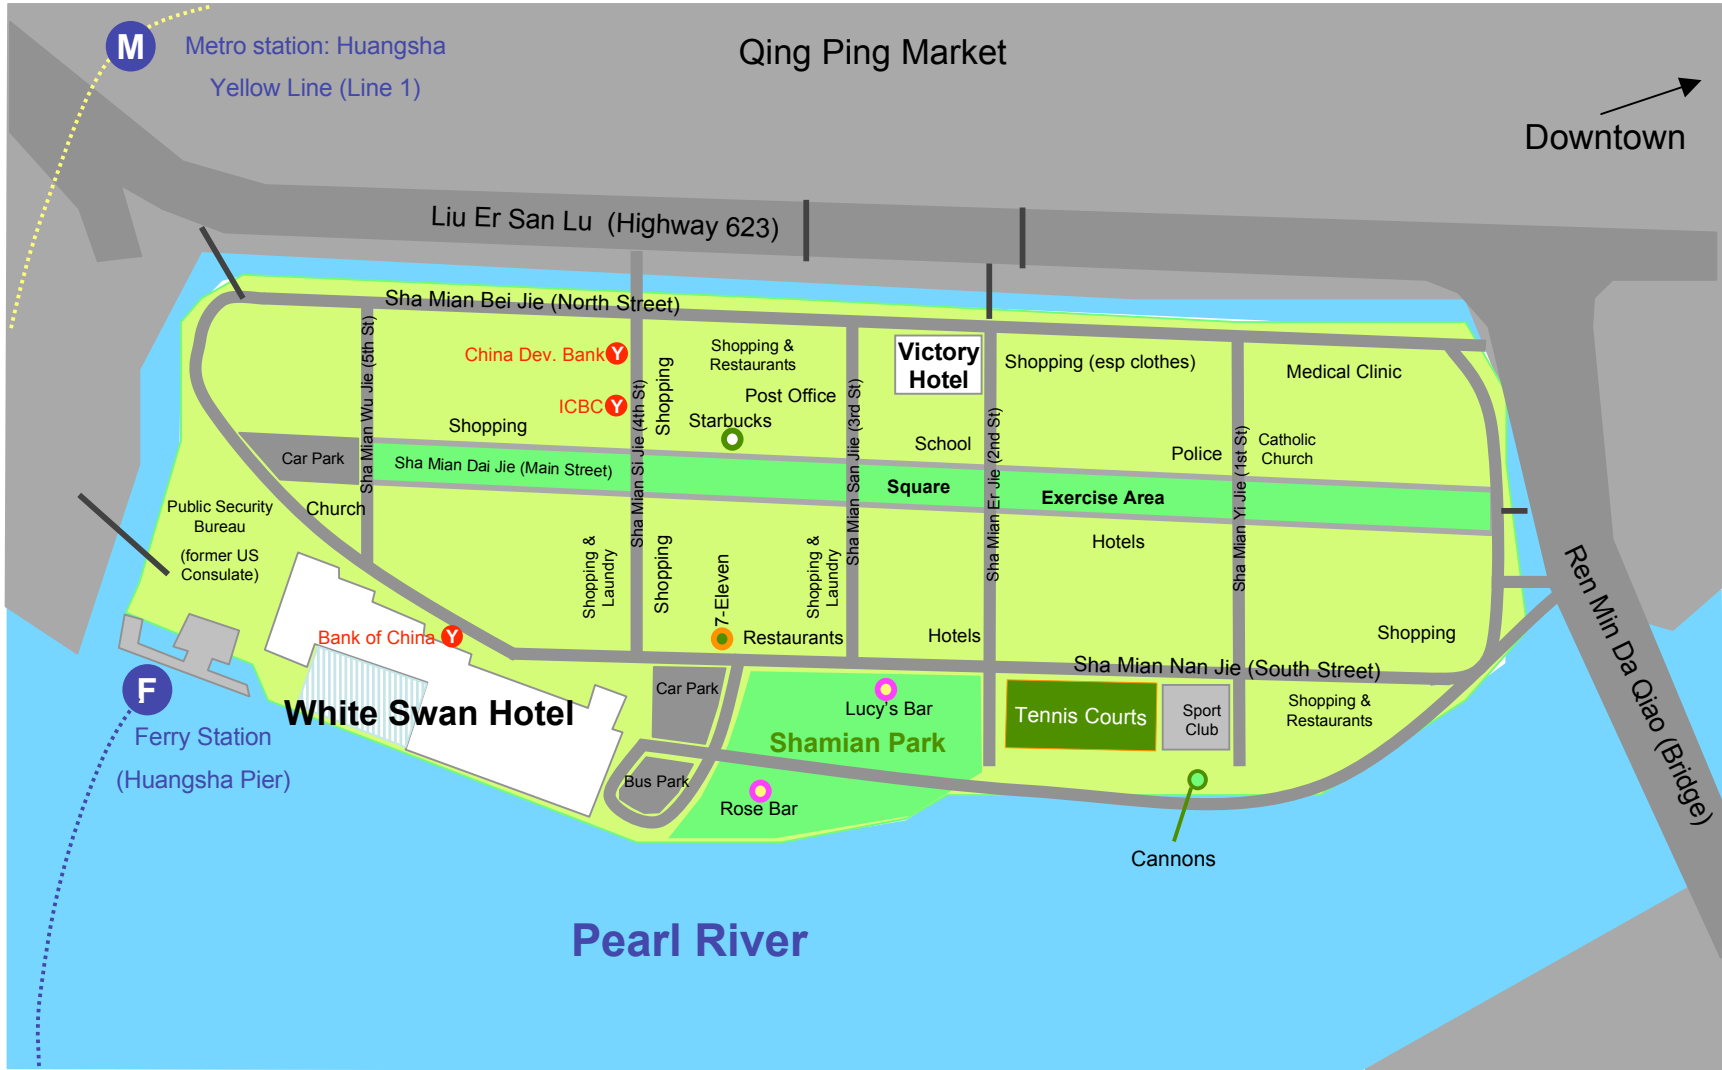 M
Metro station: Huangsha
Yellow Line (Line 1)
Qing Ping Market
Downtown
Liu Er San Lu (Highway 623)
Sha Mian Bei Jie (North Street)
Sha Mian Wu Jie (5th St)
China Dev. Bank
Y
ICBC
Y
Shopping
Sha Mian Si Jie (4th St)
Shopping
Shopping &
Restaurants
Post Office
Starbucks
Sha Mian San Jiie (3rd St)
Victory
Hotel
School
Sha Mian Er Jie (2nd St)
Shopping (esp clothes)
Police
Sha Mian Yi Jie (1st St)
Medical Clinic
Catholic
Church
Car Park
Sha Mian Dai Jie (Main Street)
Square
Exercise Area
Public Security
Bureau
(former US
Consulate)
Church
Shopping &
Laundry
Shopping
7-Eleven
Restaurants
Shopping &
Laundry
Hotels
Hotels
Shopping
Bank of China
Y
White Swan Hotel
F
Ferry Station
(Huangsha Pier)
Sha Mian Nan Jie (South Street)
Car Park
Bus Park
Lucy's Bar
Shamian Park
Rose Bar
Tennis Courts
Sport
Club
Shopping &
Restaurants
Cannons
Ren Min Da Qiao (Bridge)
Pearl River